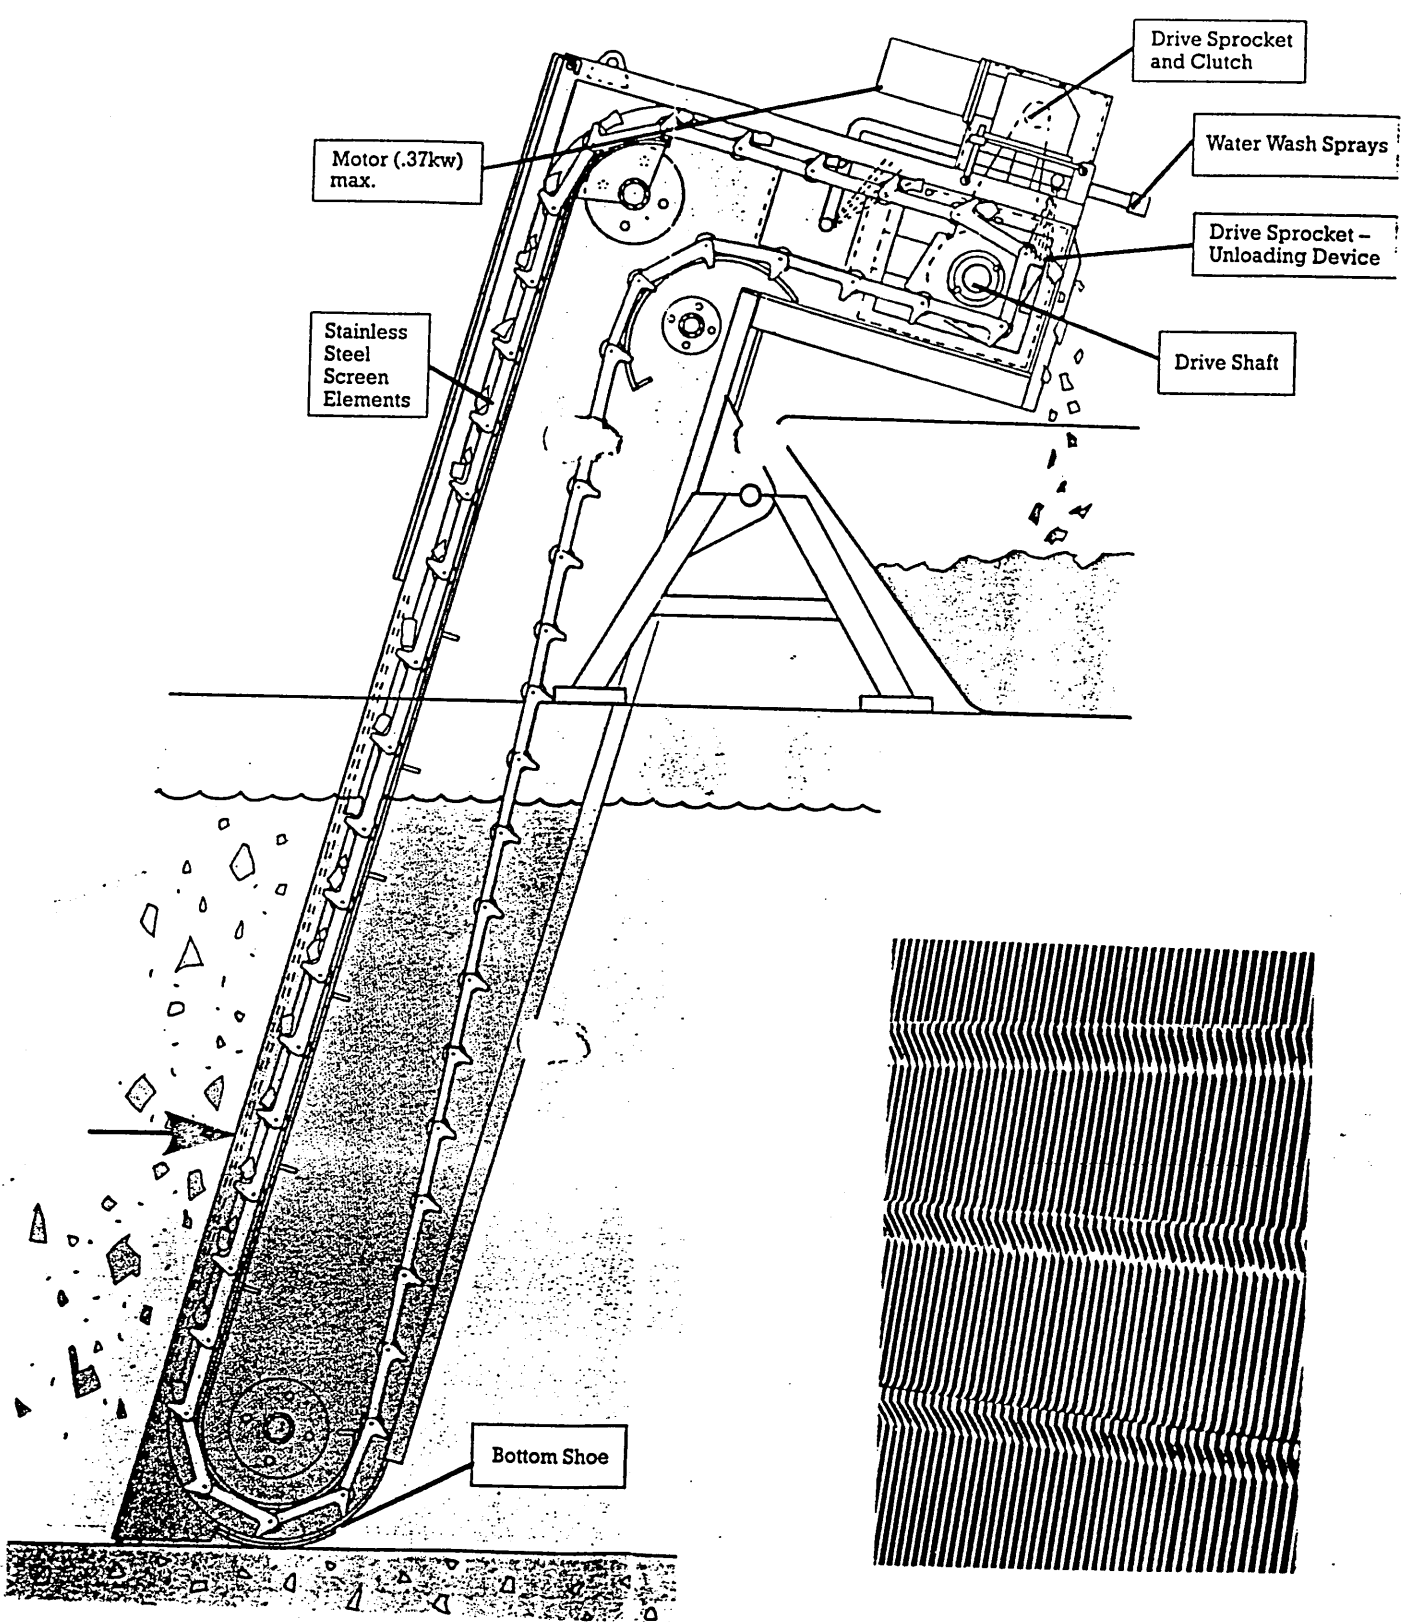 Drive Sprocket
and Clutch
Motor (.37kw)
max.
Water Wash Sprays
Drive Sprocket –
Unloading Device
Stainless
Steel
Screen
Elements
Drive Shaft
Bottom Shoe